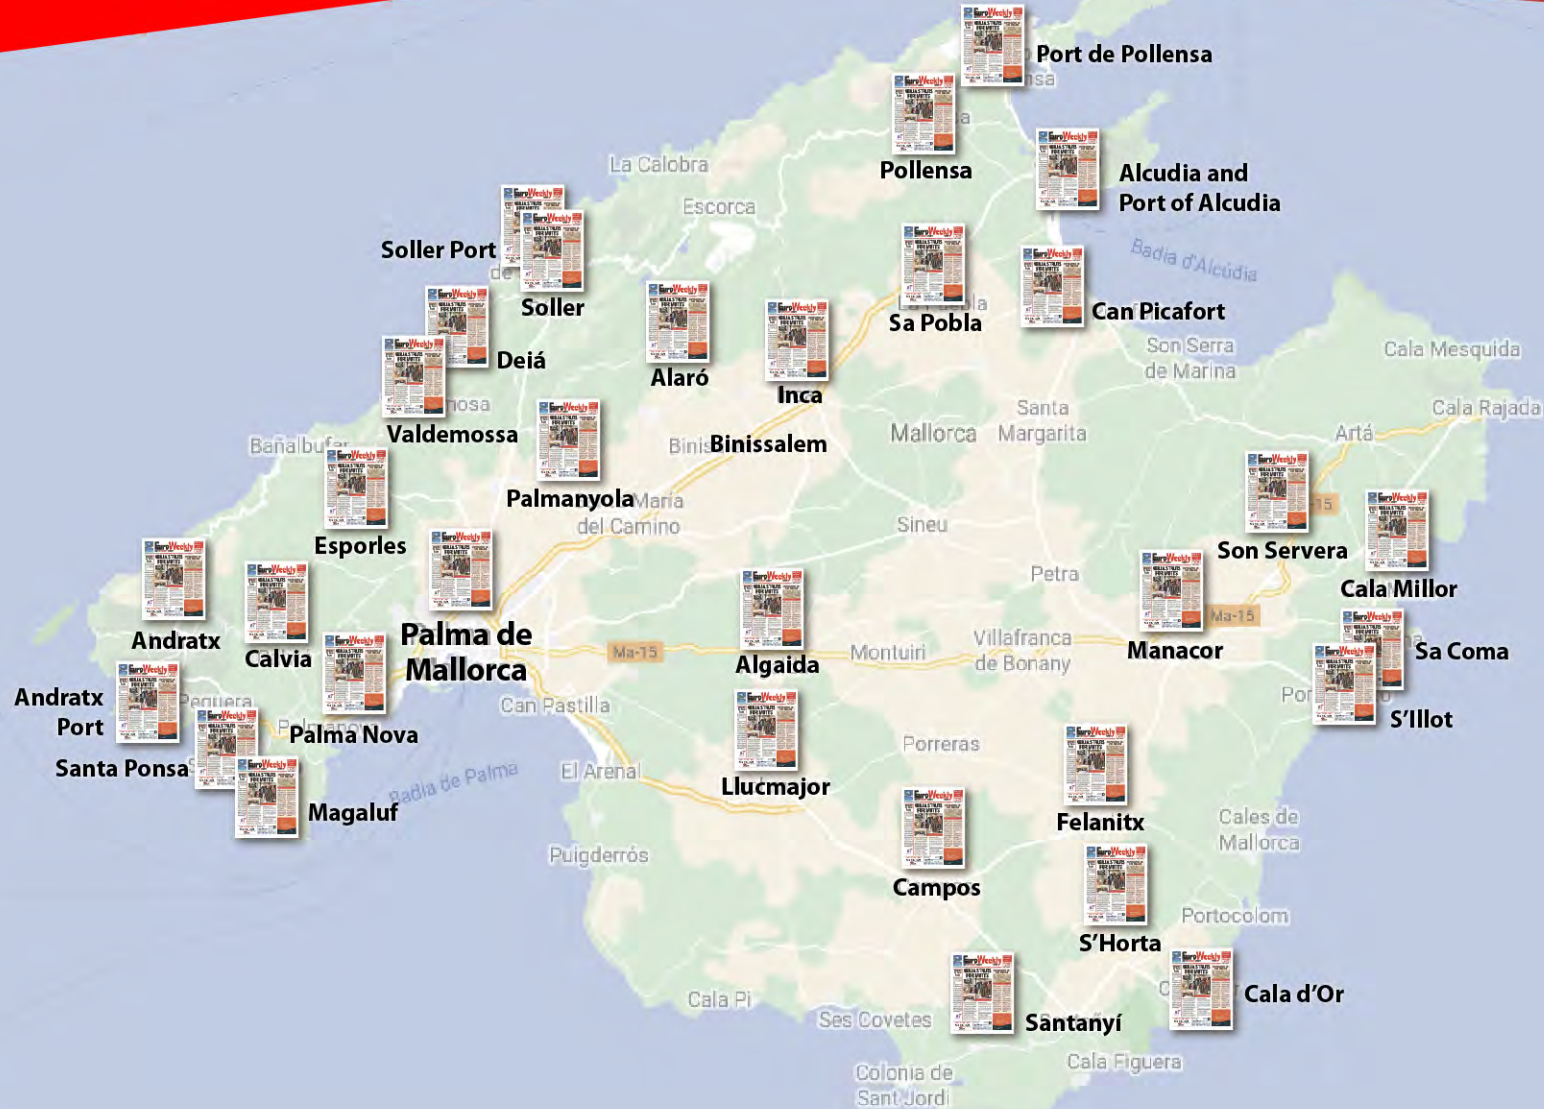 Port de Pollensa
Pollensa
La Calobra
Alcudia and
Port of Alcudia
Escorca
Soller Port
de
Badia d'Alcúdia
Soller
Sa Pobla
Can Picafort
Deiá
Alaró
Inca
Son Serra
de Marina
Cala Mesquida
Valdemossa
Santa
Margarita
Cala Rajada
Mallorca
Artá
Bañalbufar
Binissalem
Palmanyola
María
del Camino
Sineu
Esporles
Son Servera
Cala Millor
Petra
Andratx
Calvia
Palma de
Mallorca
Ma-15
Algaida
Montuiri
Villafranca
de Bonany
Manacor
Ma-15
Sa Coma
Andratx
Port
Peguera
Palma Nova
Can Pastilla
S'Illot
Santa Ponsa
Badia de Palma
El Arenal
Llucmajor
Porreras
Magaluf
Felanitx
Cales de
Mallorca
Puigderrós
Campos
Portocolom
S'Horta
Cala Pi
Ses Covetes
Santañyí
Cala d'Or
Cala Figuera
Colonia de
Sant Jordi
EuroWeekly